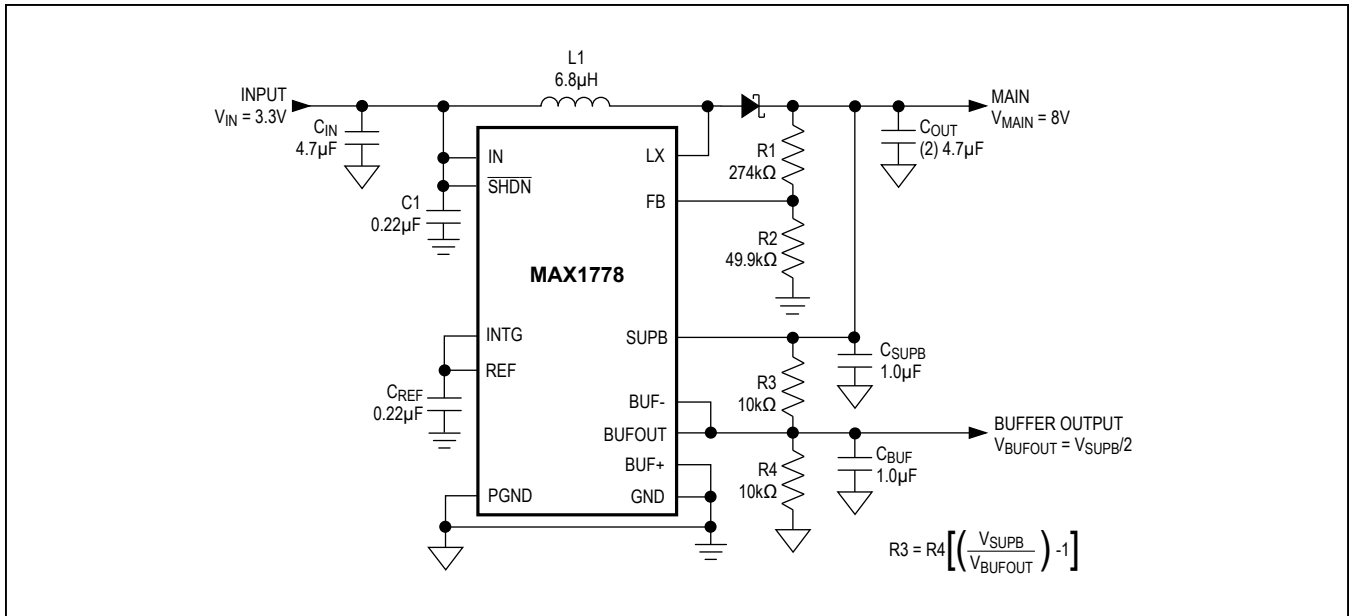 L1
6.8µH
INPUT
V_IN = 3.3V
C_IN
4.7µF
MAIN
V_MAIN = 8V
C_OUT
(2) 4.7µF
IN
SHDN
LX
R1
274kΩ
FB
C1
0.22µF
R2
49.9kΩ
MAX1778
INTG
REF
SUPB
C_SUPB
1.0µF
C_REF
0.22µF
R3
10kΩ
BUF-
BUFOUT
BUFFER OUTPUT
V_BUFOUT = V_SUPB/2
C_BUF
1.0µF
BUF+
R4
10kΩ
PGND
GND
R3 = R4[(V_SUPB/V_BUFOUT) -1]